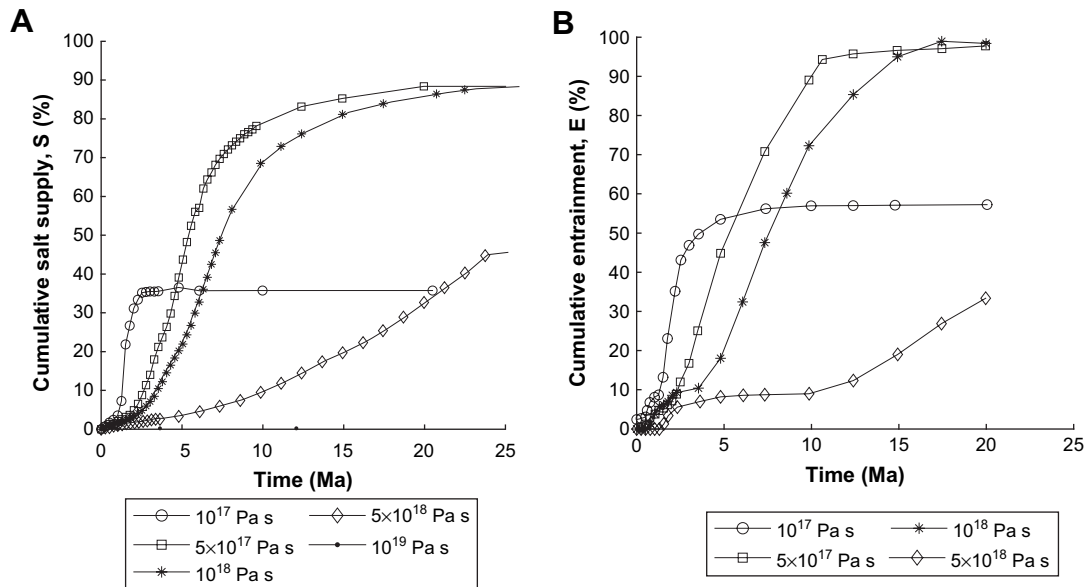 A
Cumulative salt supply, S (%)
100
90
80
70
60
50
40
30
20
10
0
0 5 10 15 20 25
Time (Ma)
10¹⁷ Pa s
5×10¹⁷ Pa s
10¹⁸ Pa s
5×10¹⁸ Pa s
10¹⁹ Pa s
B
Cumulative entrainment, E (%)
100
90
80
70
60
50
40
30
20
10
0
0 5 10 15 20 25
Time (Ma)
10¹⁷ Pa s
5×10¹⁷ Pa s
10¹⁸ Pa s
5×10¹⁸ Pa s